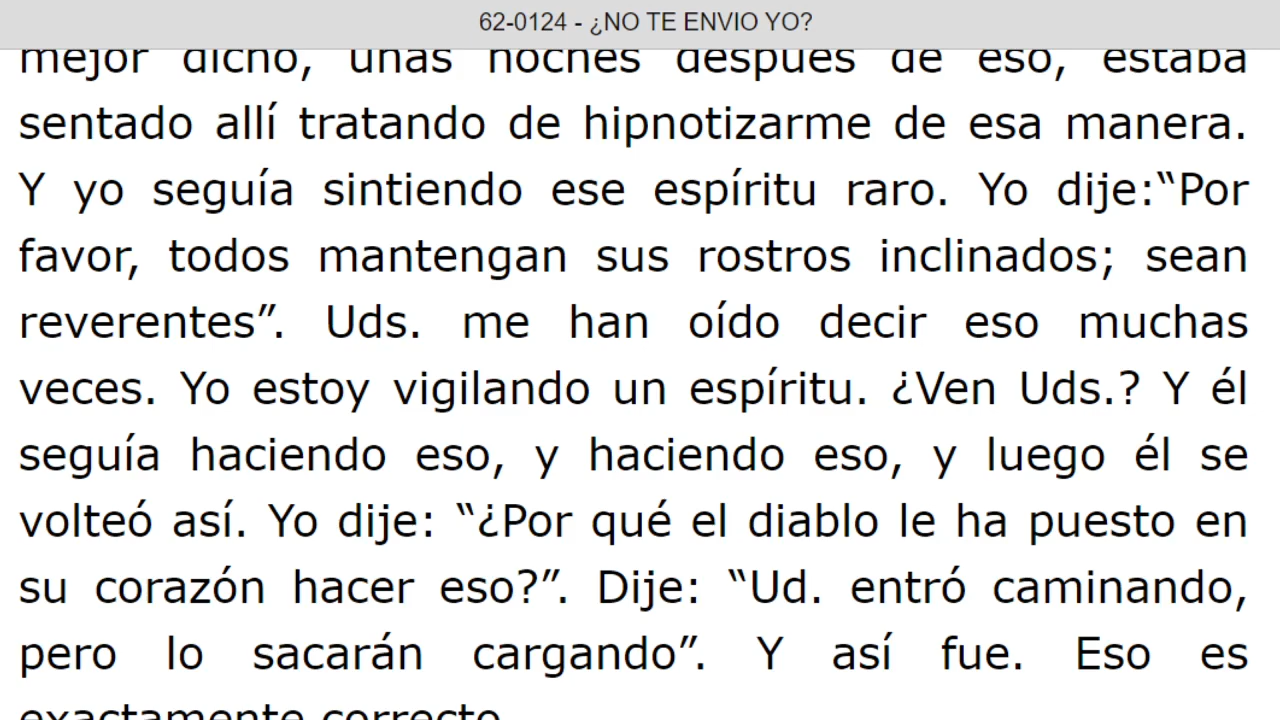 62-0124 - ¿NO TE ENVIO YO?
mejor dicho, unas noches después de eso, estaba
sentado allí tratando de hipnotizarme de esa manera.
Y yo seguía sintiendo ese espíritu raro. Yo dije:“Por
favor, todos mantengan sus rostros inclinados; sean
reverentes”. Uds. me han oído decir eso muchas
veces. Yo estoy vigilando un espíritu. ¿Ven Uds.? Y él
seguía haciendo eso, y haciendo eso, y luego él se
volteó así. Yo dije: “¿Por qué el diablo le ha puesto en
su corazón hacer eso?”. Dije: “Ud. entró caminando,
pero lo sacarán cargando”. Y así fue. Eso es
exactamente correcto.